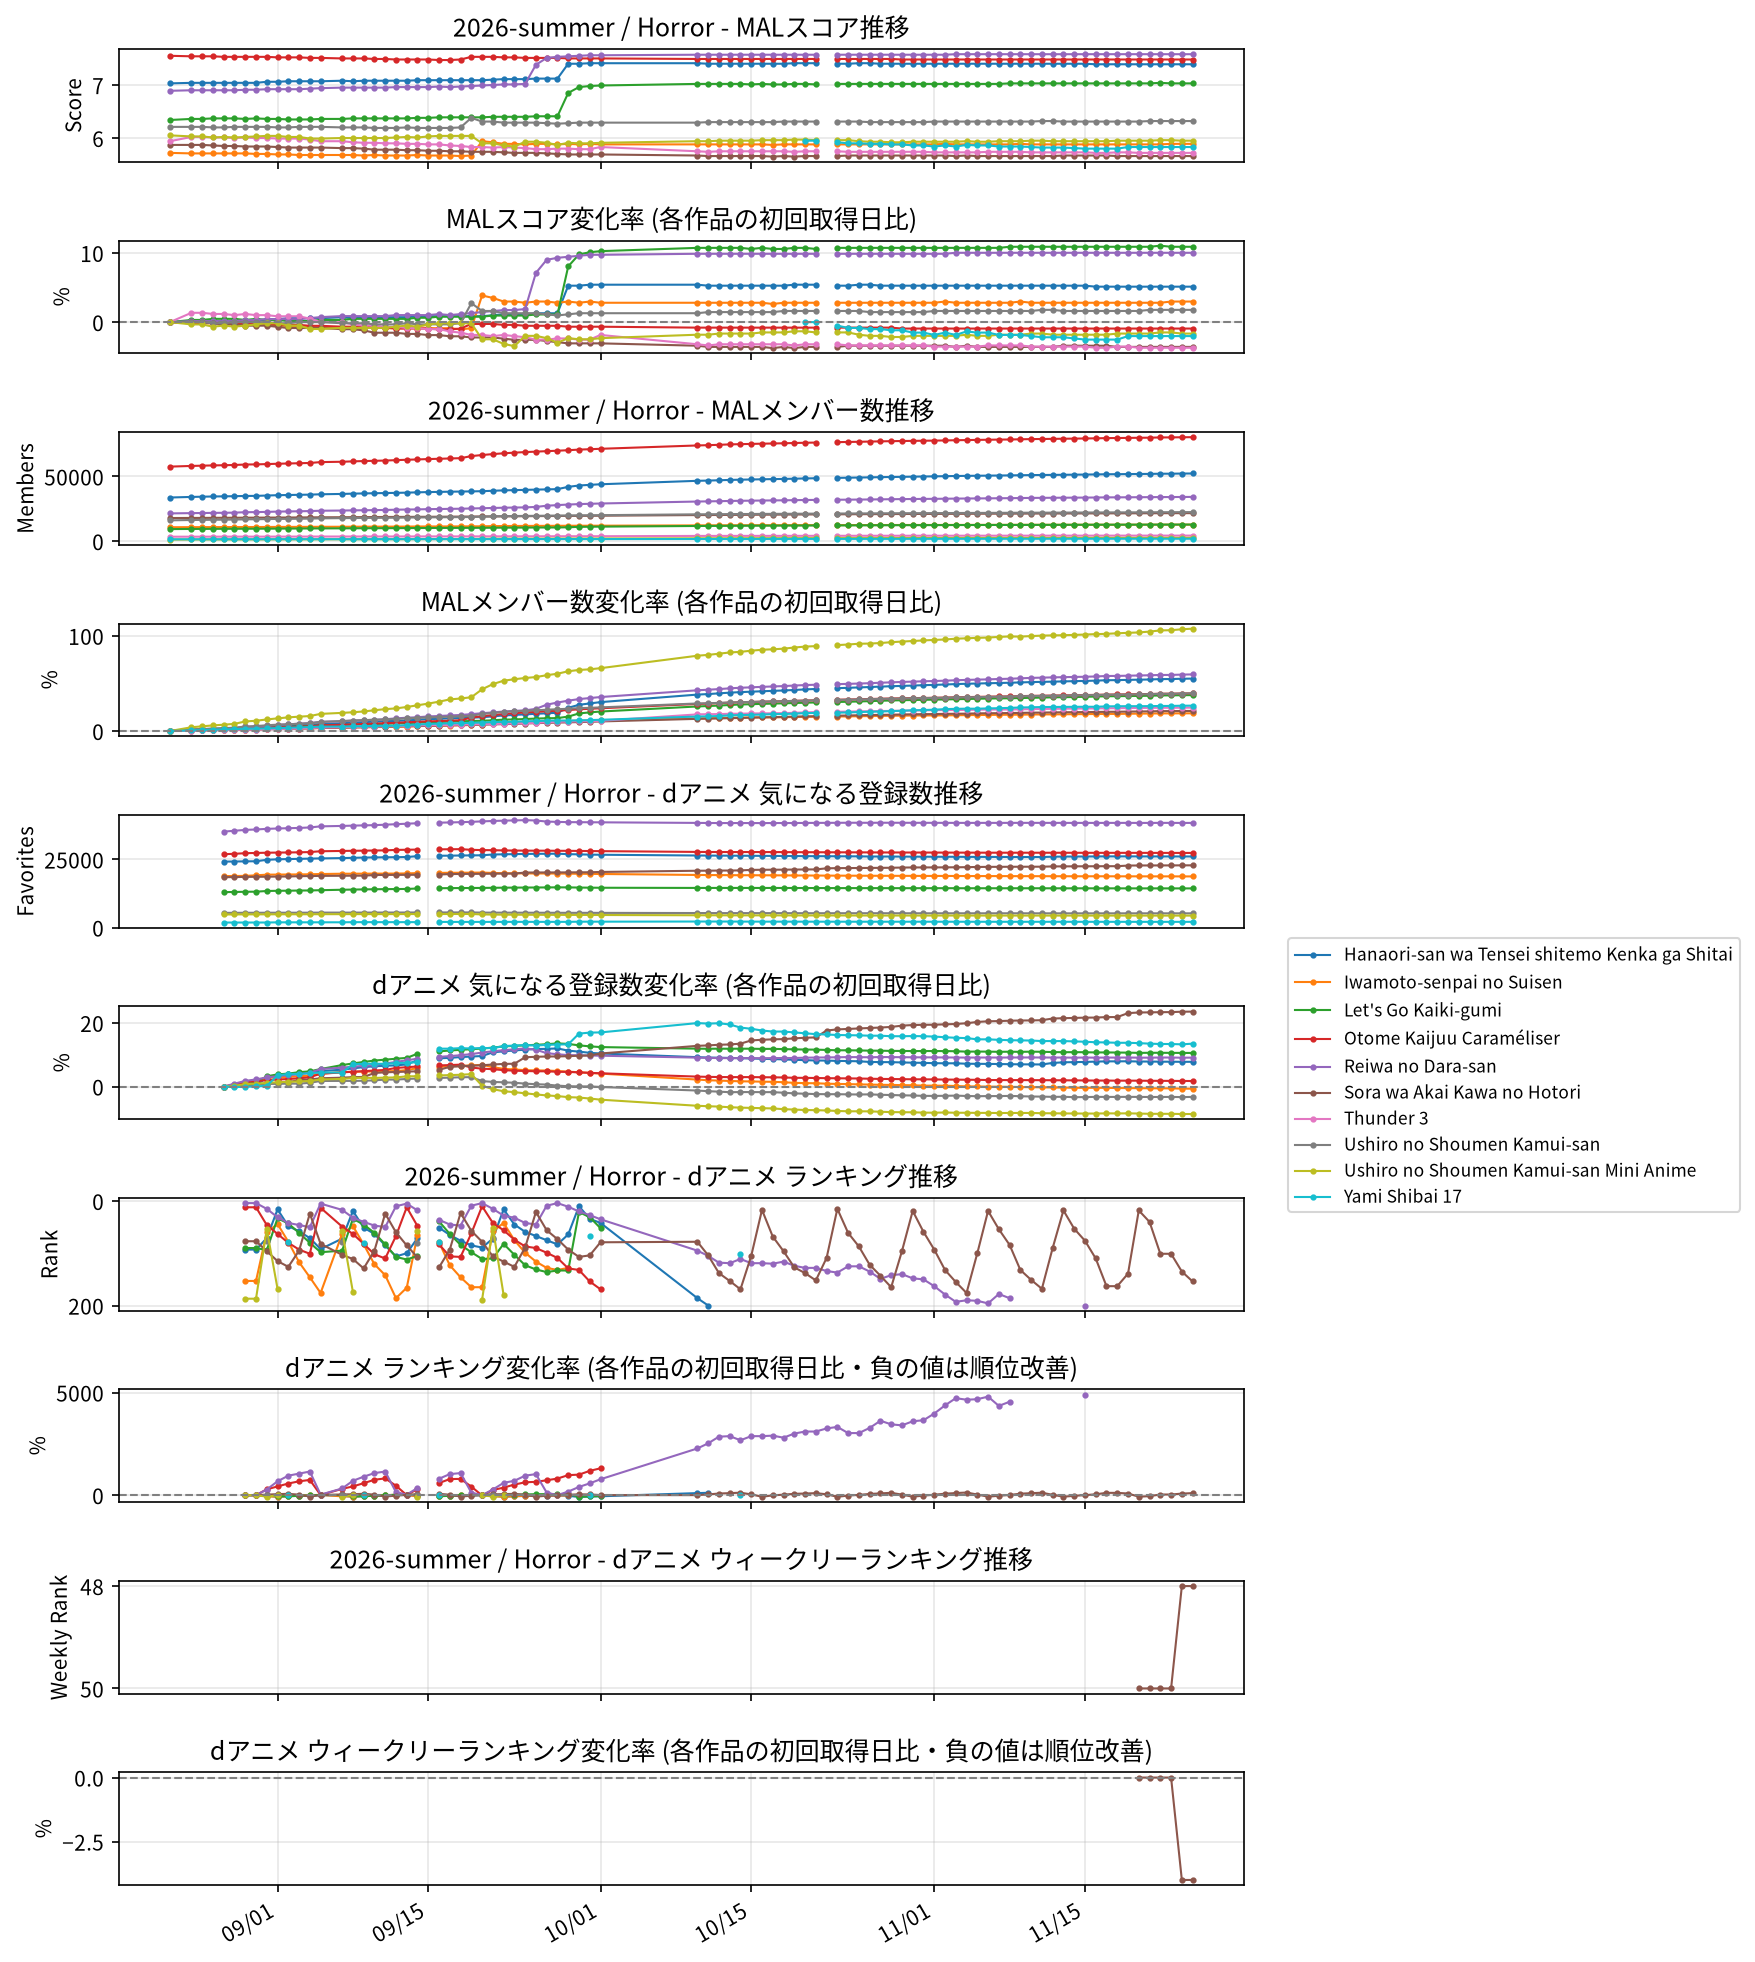 2026-summer / Horror - MALスコア推移
Score
7
6
MALスコア変化率 (各作品の初回取得日比)
%
10
0
2026-summer / Horror - MALメンバー数推移
Members
50000
0
MALメンバー数変化率 (各作品の初回取得日比)
%
100
0
2026-summer / Horror - dアニメ 気になる登録数推移
Favorites
25000
0
dアニメ 気になる登録数変化率 (各作品の初回取得日比)
%
20
0
Hanaori-san wa Tensei shitemo Kenka ga Shitai
Iwamoto-senpai no Suisen
Let's Go Kaiki-gumi
Otome Kaijuu Caraméliser
Reiwa no Dara-san
Sora wa Akai Kawa no Hotori
Thunder 3
Ushiro no Shoumen Kamui-san
Ushiro no Shoumen Kamui-san Mini Anime
Yami Shibai 17
2026-summer / Horror - dアニメ ランキング推移
Rank
0
200
dアニメ ランキング変化率 (各作品の初回取得日比・負の値は順位改善)
%
5000
0
2026-summer / Horror - dアニメ ウィークリーランキング推移
Weekly Rank
48
50
dアニメ ウィークリーランキング変化率 (各作品の初回取得日比・負の値は順位改善)
%
0.0
−2.5
09/01
09/15
10/01
10/15
11/01
11/15